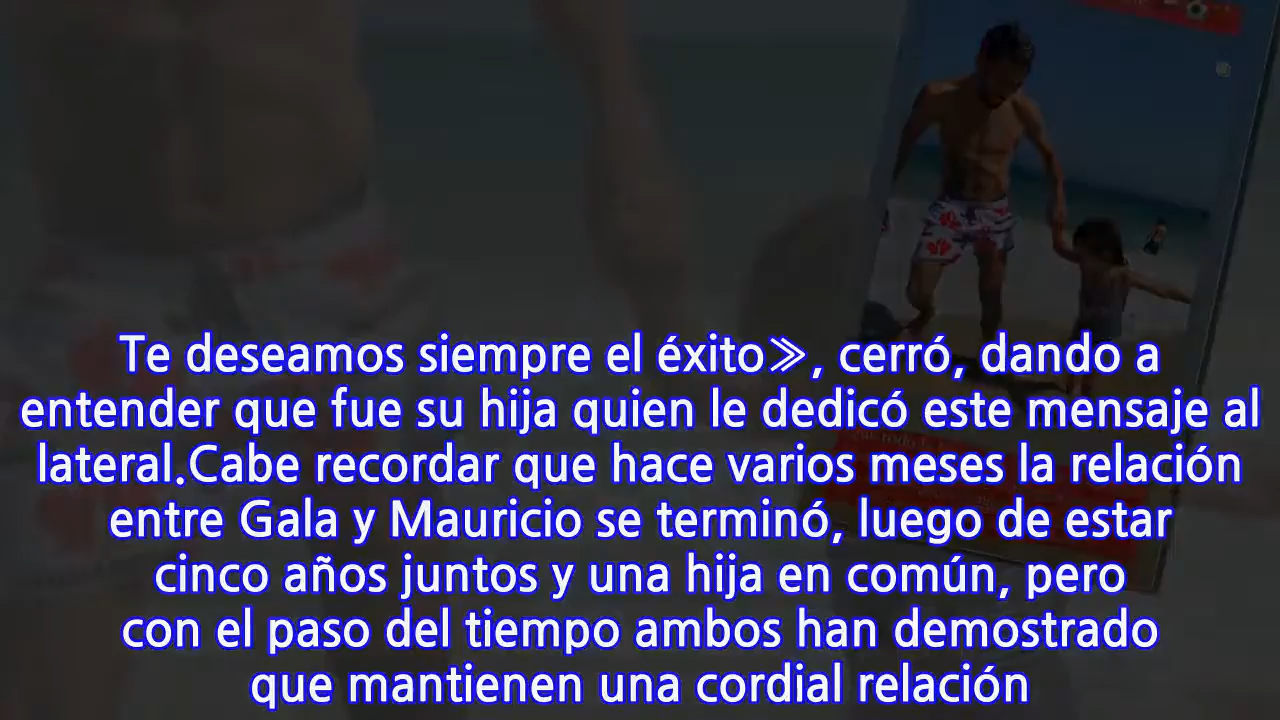 Te deseamos siempre el éxito≫, cerró, dando a
entender que fue su hija quien le dedicó este mensaje al
lateral.Cabe recordar que hace varios meses la relación
entre Gala y Mauricio se terminó, luego de estar
cinco años juntos y una hija en común, pero
con el paso del tiempo ambos han demostrado
que mantienen una cordial relación